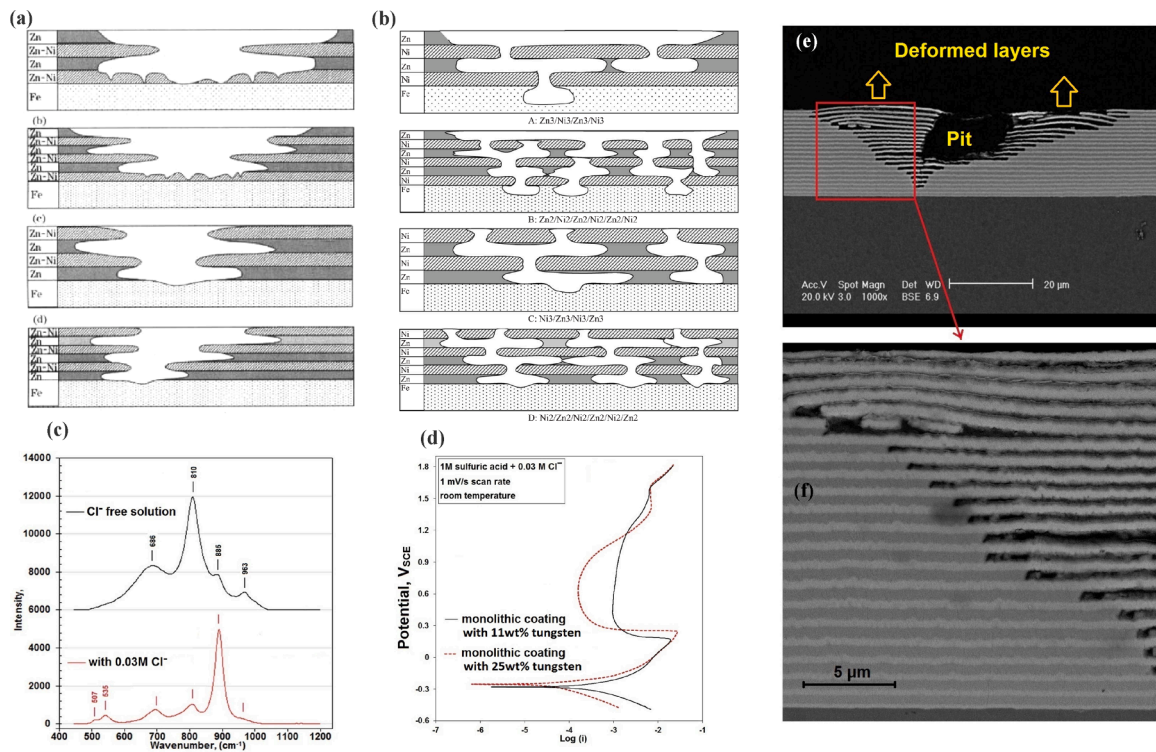 (a)
Zn
Zn-Ni
Zn
Zn-Ni
Fe
(b)
Zn
Zn-Ni
Zn
Zn-Ni
Zn
Zn-Ni
Fe
(c)
Zn-Ni
Zn
Zn-Ni
Zn
Fe
(d)
Zn-Ni
Zn
Zn-Ni
Zn
Zn-Ni
Zn
Fe
(b)
Zn
Ni
Zn
Ni
Fe
A: Zn3/Ni3/Zn3/Ni3
Zn
Ni
Zn
Ni
Zn
Ni
Fe
B: Zn2/Ni2/Zn2/Ni2/Zn2/Ni2
Ni
Zn
Ni
Zn
Fe
C: Ni3/Zn3/Ni3/Zn3
Ni
Zn
Ni
Zn
Ni
Zn
Fe
D: Ni2/Zn2/Ni2/Zn2/Ni2/Zn2
(c)
14000
12000
10000
8000
6000
4000
2000
0
Intensity,
810
686
885
963
Cl⁻ free solution
with 0.03M Cl⁻
507
535
400 500 600 700 800 900 1000 1100 1200
Wavenumber, (cm⁻¹)
(d)
1M sulfuric acid + 0.03 M Cl⁻
1 mV/s scan rate
room temperature
Potential, VSCE
1.8
1.5
1.2
0.9
0.6
0.3
0
-0.3
-0.6
monolithic coating
with 11wt% tungsten
monolithic coating
with 25wt% tungsten
-7 -6 -5 -4 -3 -2 -1
Log (i)
(e)
Deformed layers
Pit
Acc.V Spot Magn Det WD
20.0 kV 3.0 1000x BSE 6.9
20 µm
(f)
5 µm